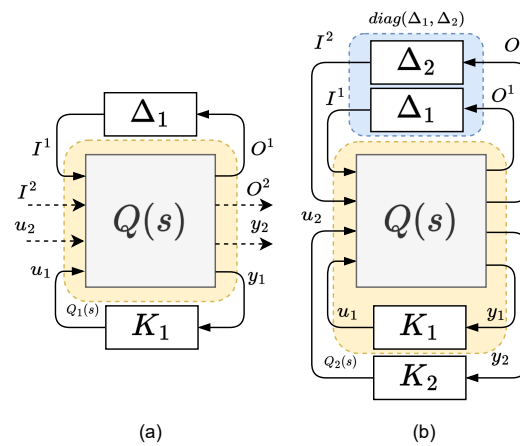 diag(Δ₁, Δ₂)
I² Δ₂ O
I¹ Δ₁ O¹
Δ₁
I¹ O¹
I² O²
u₂ Q(s) y₂
u₁ y₁
Q₁(s) K₁
u₂ Q(s)
u₁ K₁ y₁
Q₂(s) K₂ y₂
(a) (b)